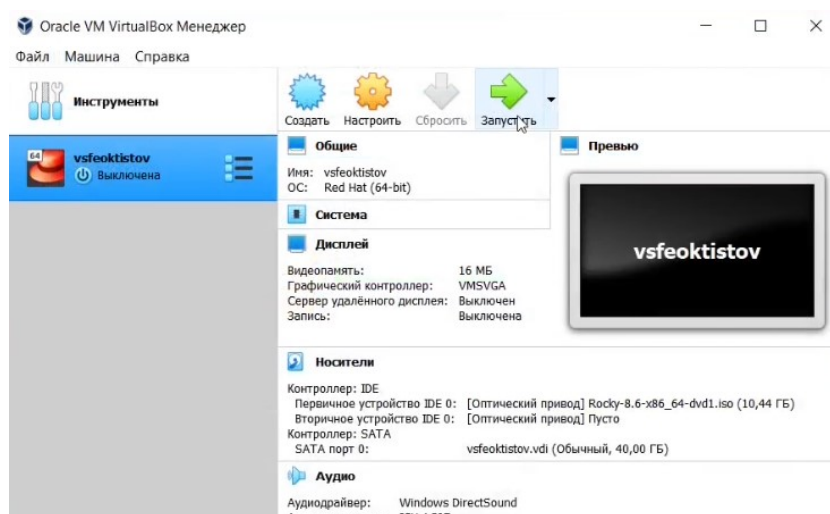 Oracle VM VirtualBox Менеджер
Файл Машина Справка
Инструменты
Создать Настроить Сбросить Запустить
64 vsfeoktistov
Выключена
Общие
Имя: vsfeoktistov
ОС: Red Hat (64-bit)
Система
Дисплей
Видеопамять: 16 МБ
Графический контроллер: VMSVGA
Сервер удалённого дисплея: Выключен
Запись: Выключена
Превью
vsfeoktistov
Носители
Контроллер: IDE
Первичное устройство IDE 0: [Оптический привод] Rocky-8.6-x86_64-dvd1.iso (10,44 ГБ)
Вторичное устройство IDE 0: [Оптический привод] Пусто
Контроллер: SATA
SATA порт 0: vsfeoktistov.vdi (Обычный, 40,00 ГБ)
Аудио
Аудиодрайвер: Windows DirectSound